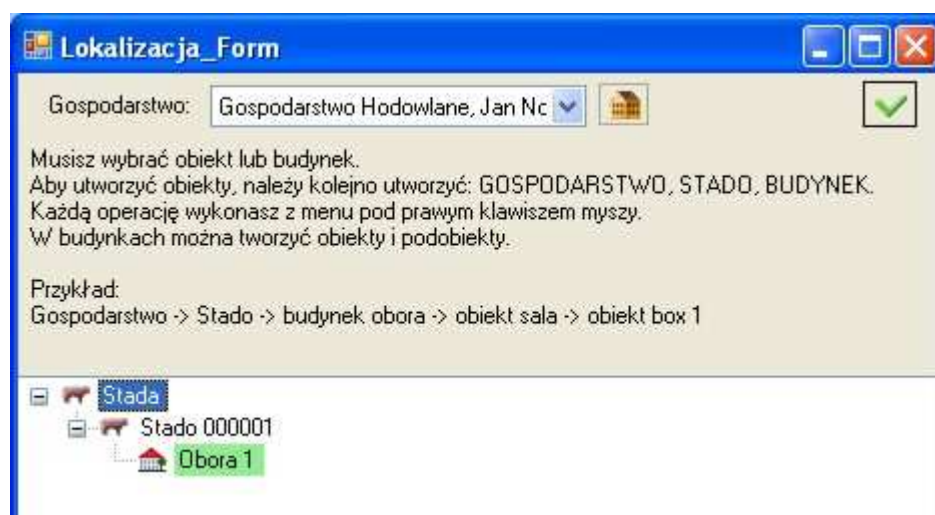 Lokalizacja_Form
Gospodarstwo: Gospodarstwo Hodowlane, Jan Nc
Musisz wybrać obiekt lub budynek.
Aby utworzyć obiekty, należy kolejno utworzyć: GOSPODARSTWO, STADO, BUDYNEK.
Każdą operację wykonasz z menu pod prawym klawiszem myszy.
W budynkach można tworzyć obiekty i podobiekty.
Przykład:
Gospodarstwo -> Stado -> budynek obora -> obiekt sala -> obiekt box 1
Stada
Stado 000001
Obora 1